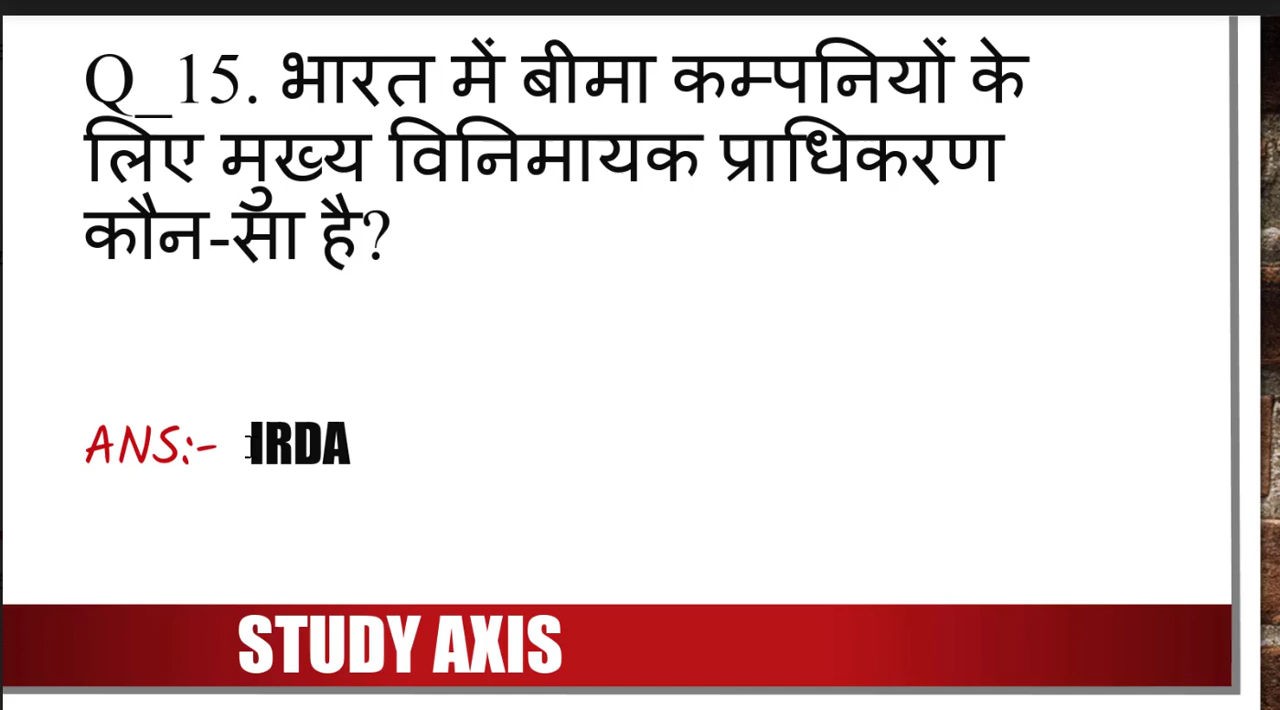 Q_15. भारत में बीमा कम्पनियों के
लिए मुख्य विनिमायक प्राधिकरण
कौन-सा है?
ANS:- IRDA
STUDY AXIS